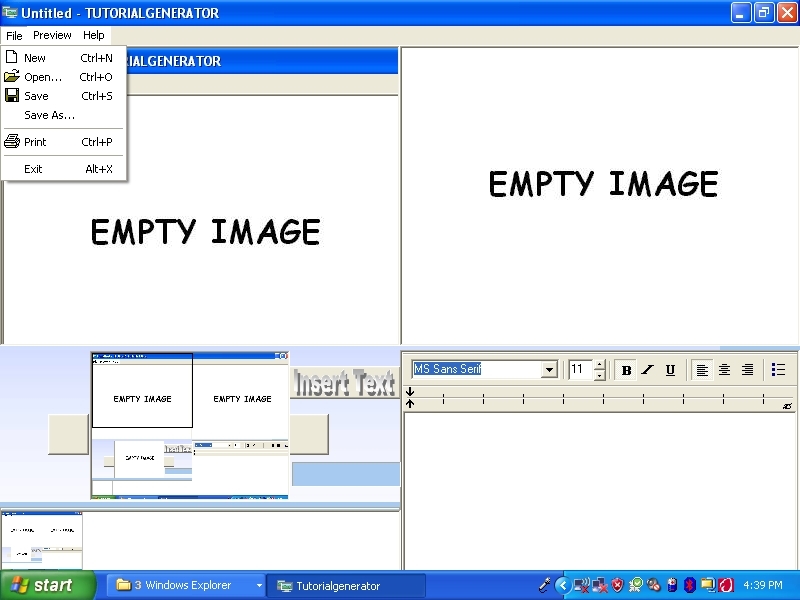 Untitled - TUTORIALGENERATOR
File Preview Help
New Ctrl+N
Open... Ctrl+O
Save Ctrl+S
Save As...
Print Ctrl+P
Exit Alt+X
IALGENERATOR
EMPTY IMAGE
EMPTY IMAGE
EMPTY IMAGE
EMPTY IMAGE
EMPTY IMAGE
Insert Text
MS Sans Serif 11 B I U
start
3 Windows Explorer
Tutorialgenerator
4:39 PM